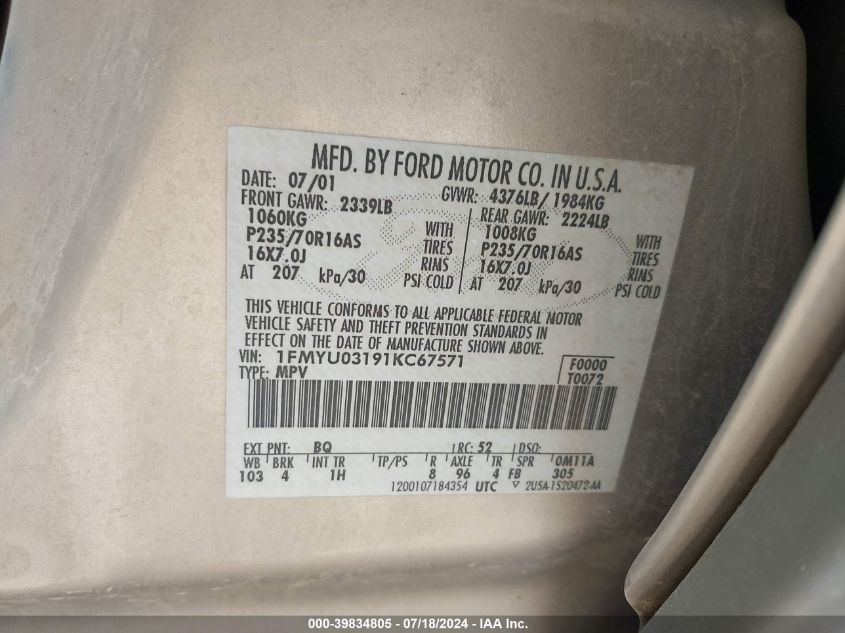 MFD. BY FORD MOTOR CO. IN U.S.A.
DATE: 07/01 GVWR: 4376LB/ 1984KG
FRONT GAWR: 2339LB REAR GAWR: 2224LB
1060KG WITH 1008KG WITH
P235/70R16AS TIRES P235/70R16AS TIRES
16X7.0J RIMS 16X7.0J RIMS
AT 207 kPa/30 PSI COLD AT 207 kPa/30 PSI COLD
THIS VEHICLE CONFORMS TO ALL APPLICABLE FEDERAL MOTOR
VEHICLE SAFETY AND THEFT PREVENTION STANDARDS IN
EFFECT ON THE DATE OF MANUFACTURE SHOWN ABOVE.
VIN: 1FMYU03191KC67571 F0000
TYPE: MPV T0072
EXT PNT: BQ RC: 52 DSO:
WB BRK INT TR TP/PS R AXLE TR SPR 0M11A
103 4 1H 8 96 4 FB 305
1200107184354 UTC ▽ 2U5A-1520472-AA
000-39834805 - 07/18/2024 - IAA Inc.